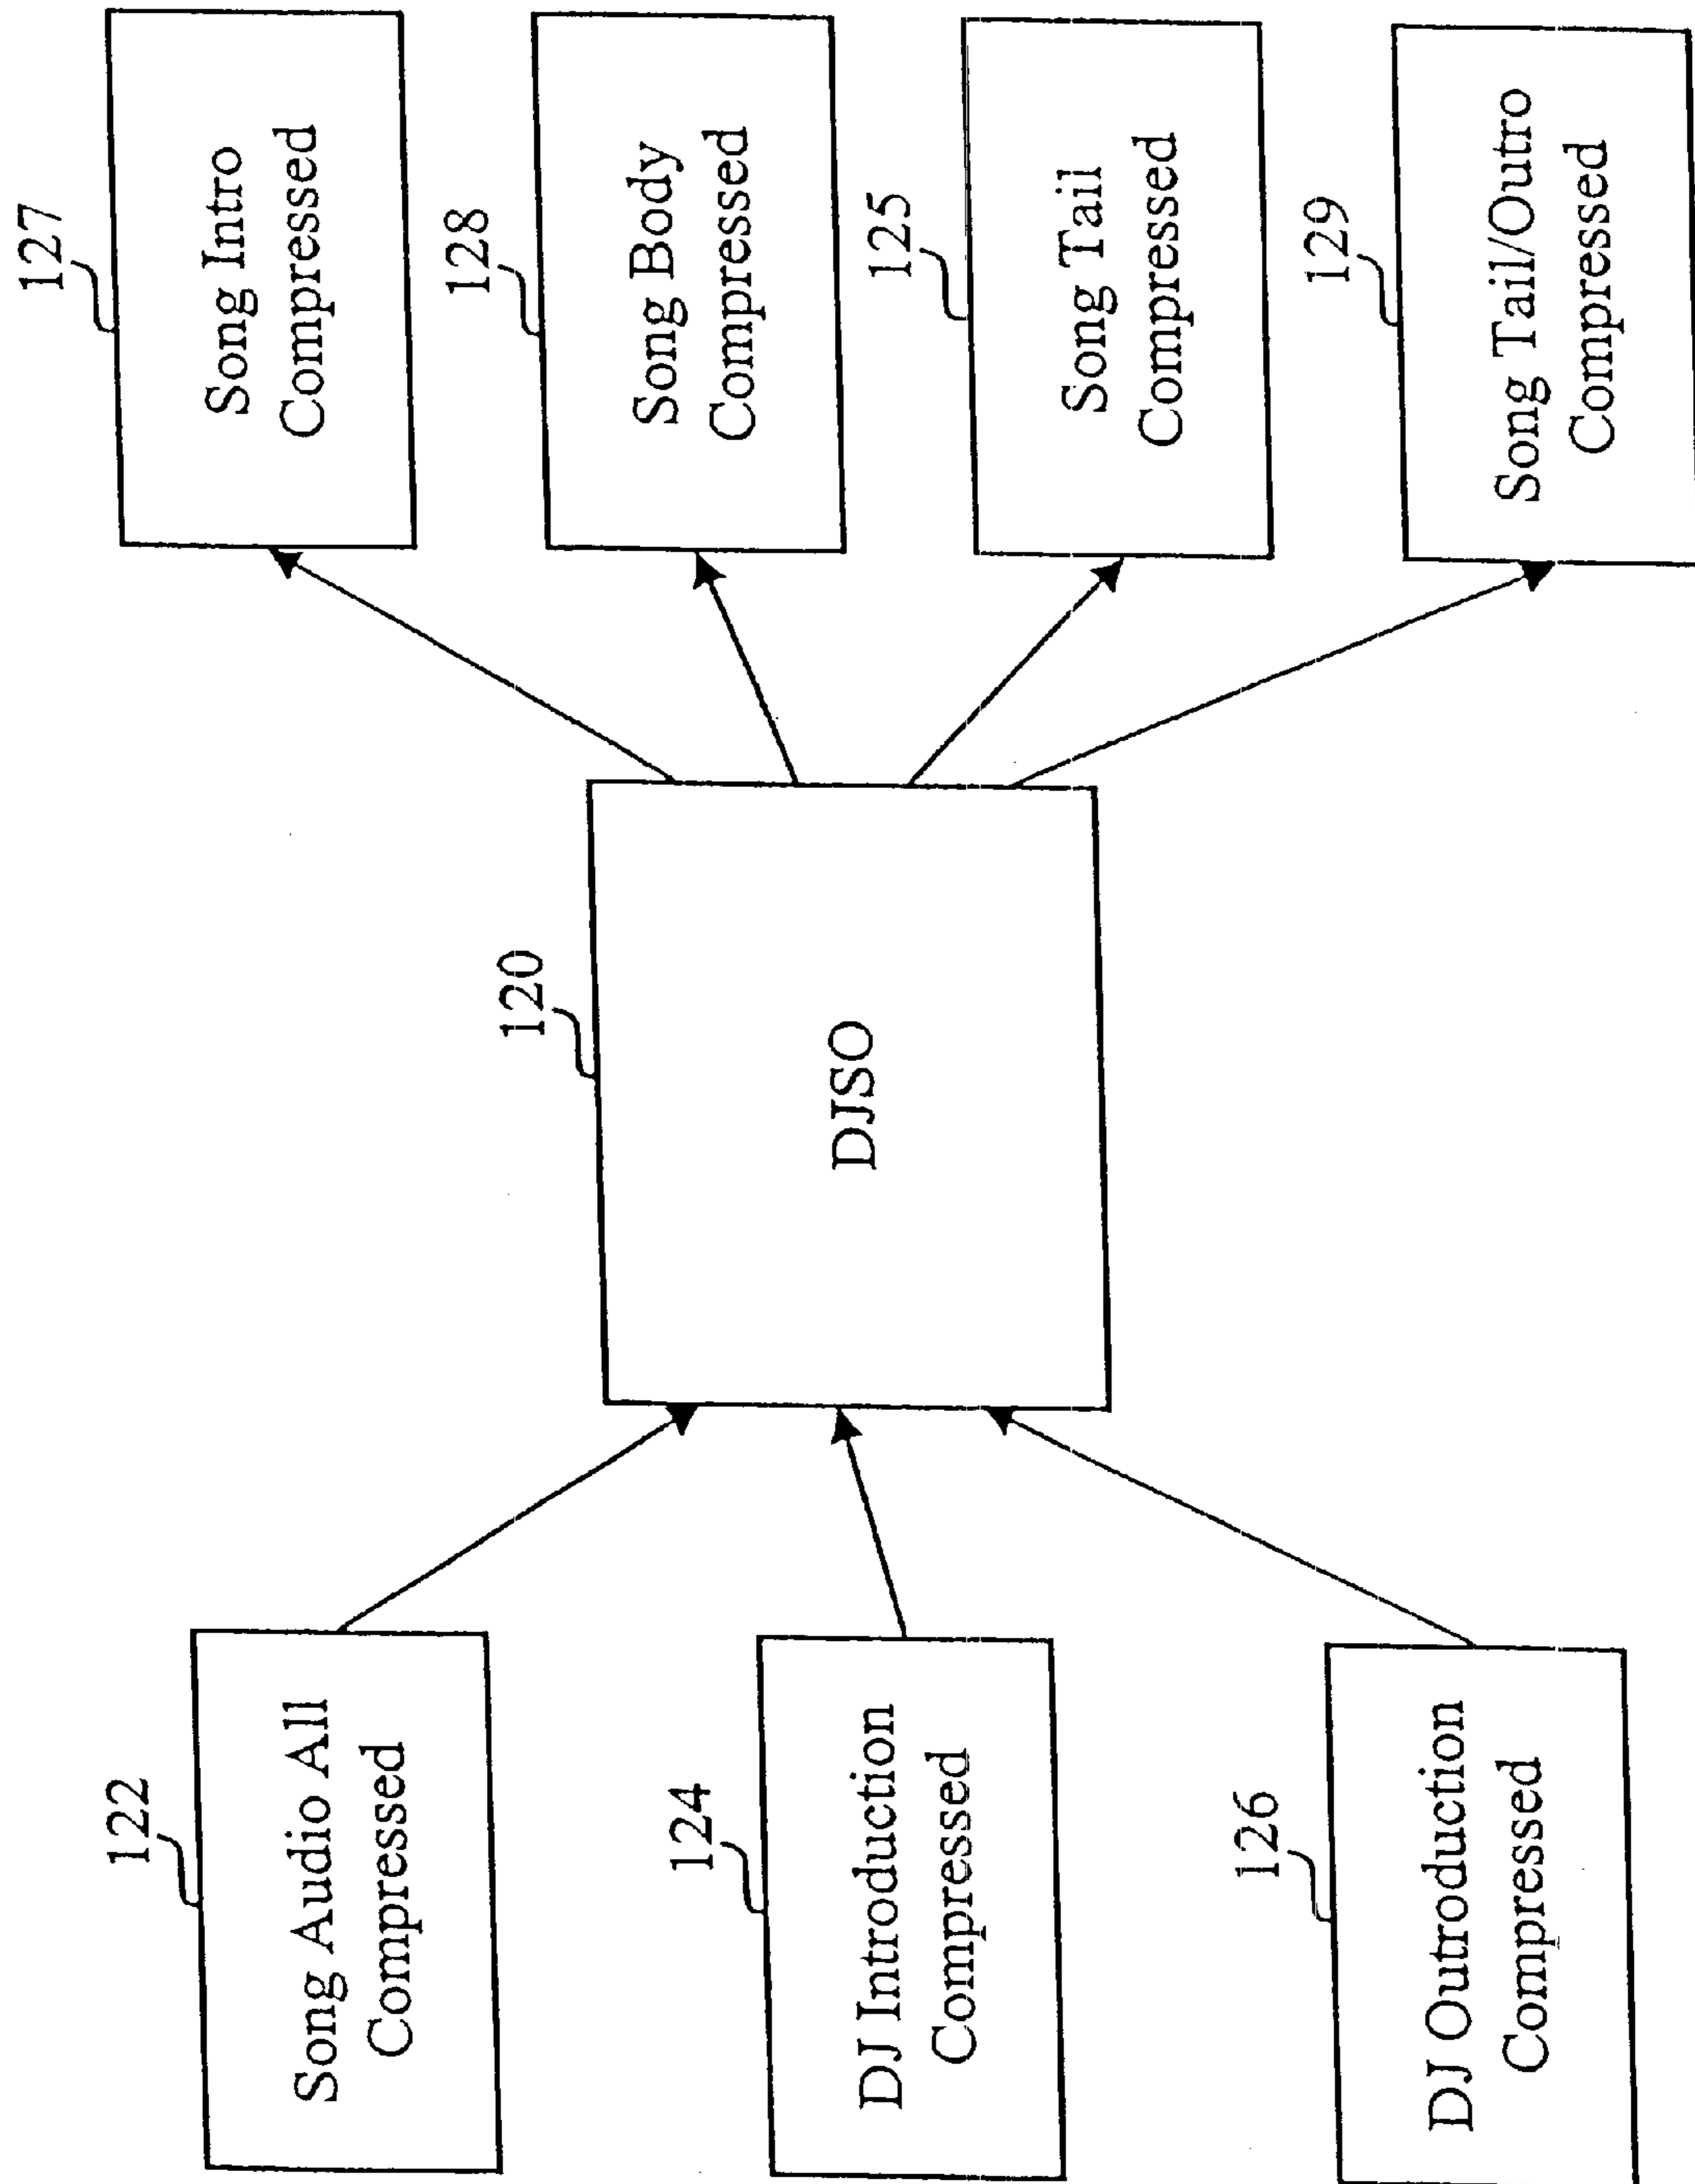 122
Song Audio All
Compressed
124
DJ Introduction
Compressed
126
DJ Outroduction
Compressed
120
DJSO
127
Song Intro
Compressed
128
Song Body
Compressed
125
Song Tail
Compressed
129
Song Tail/Outro
Compressed